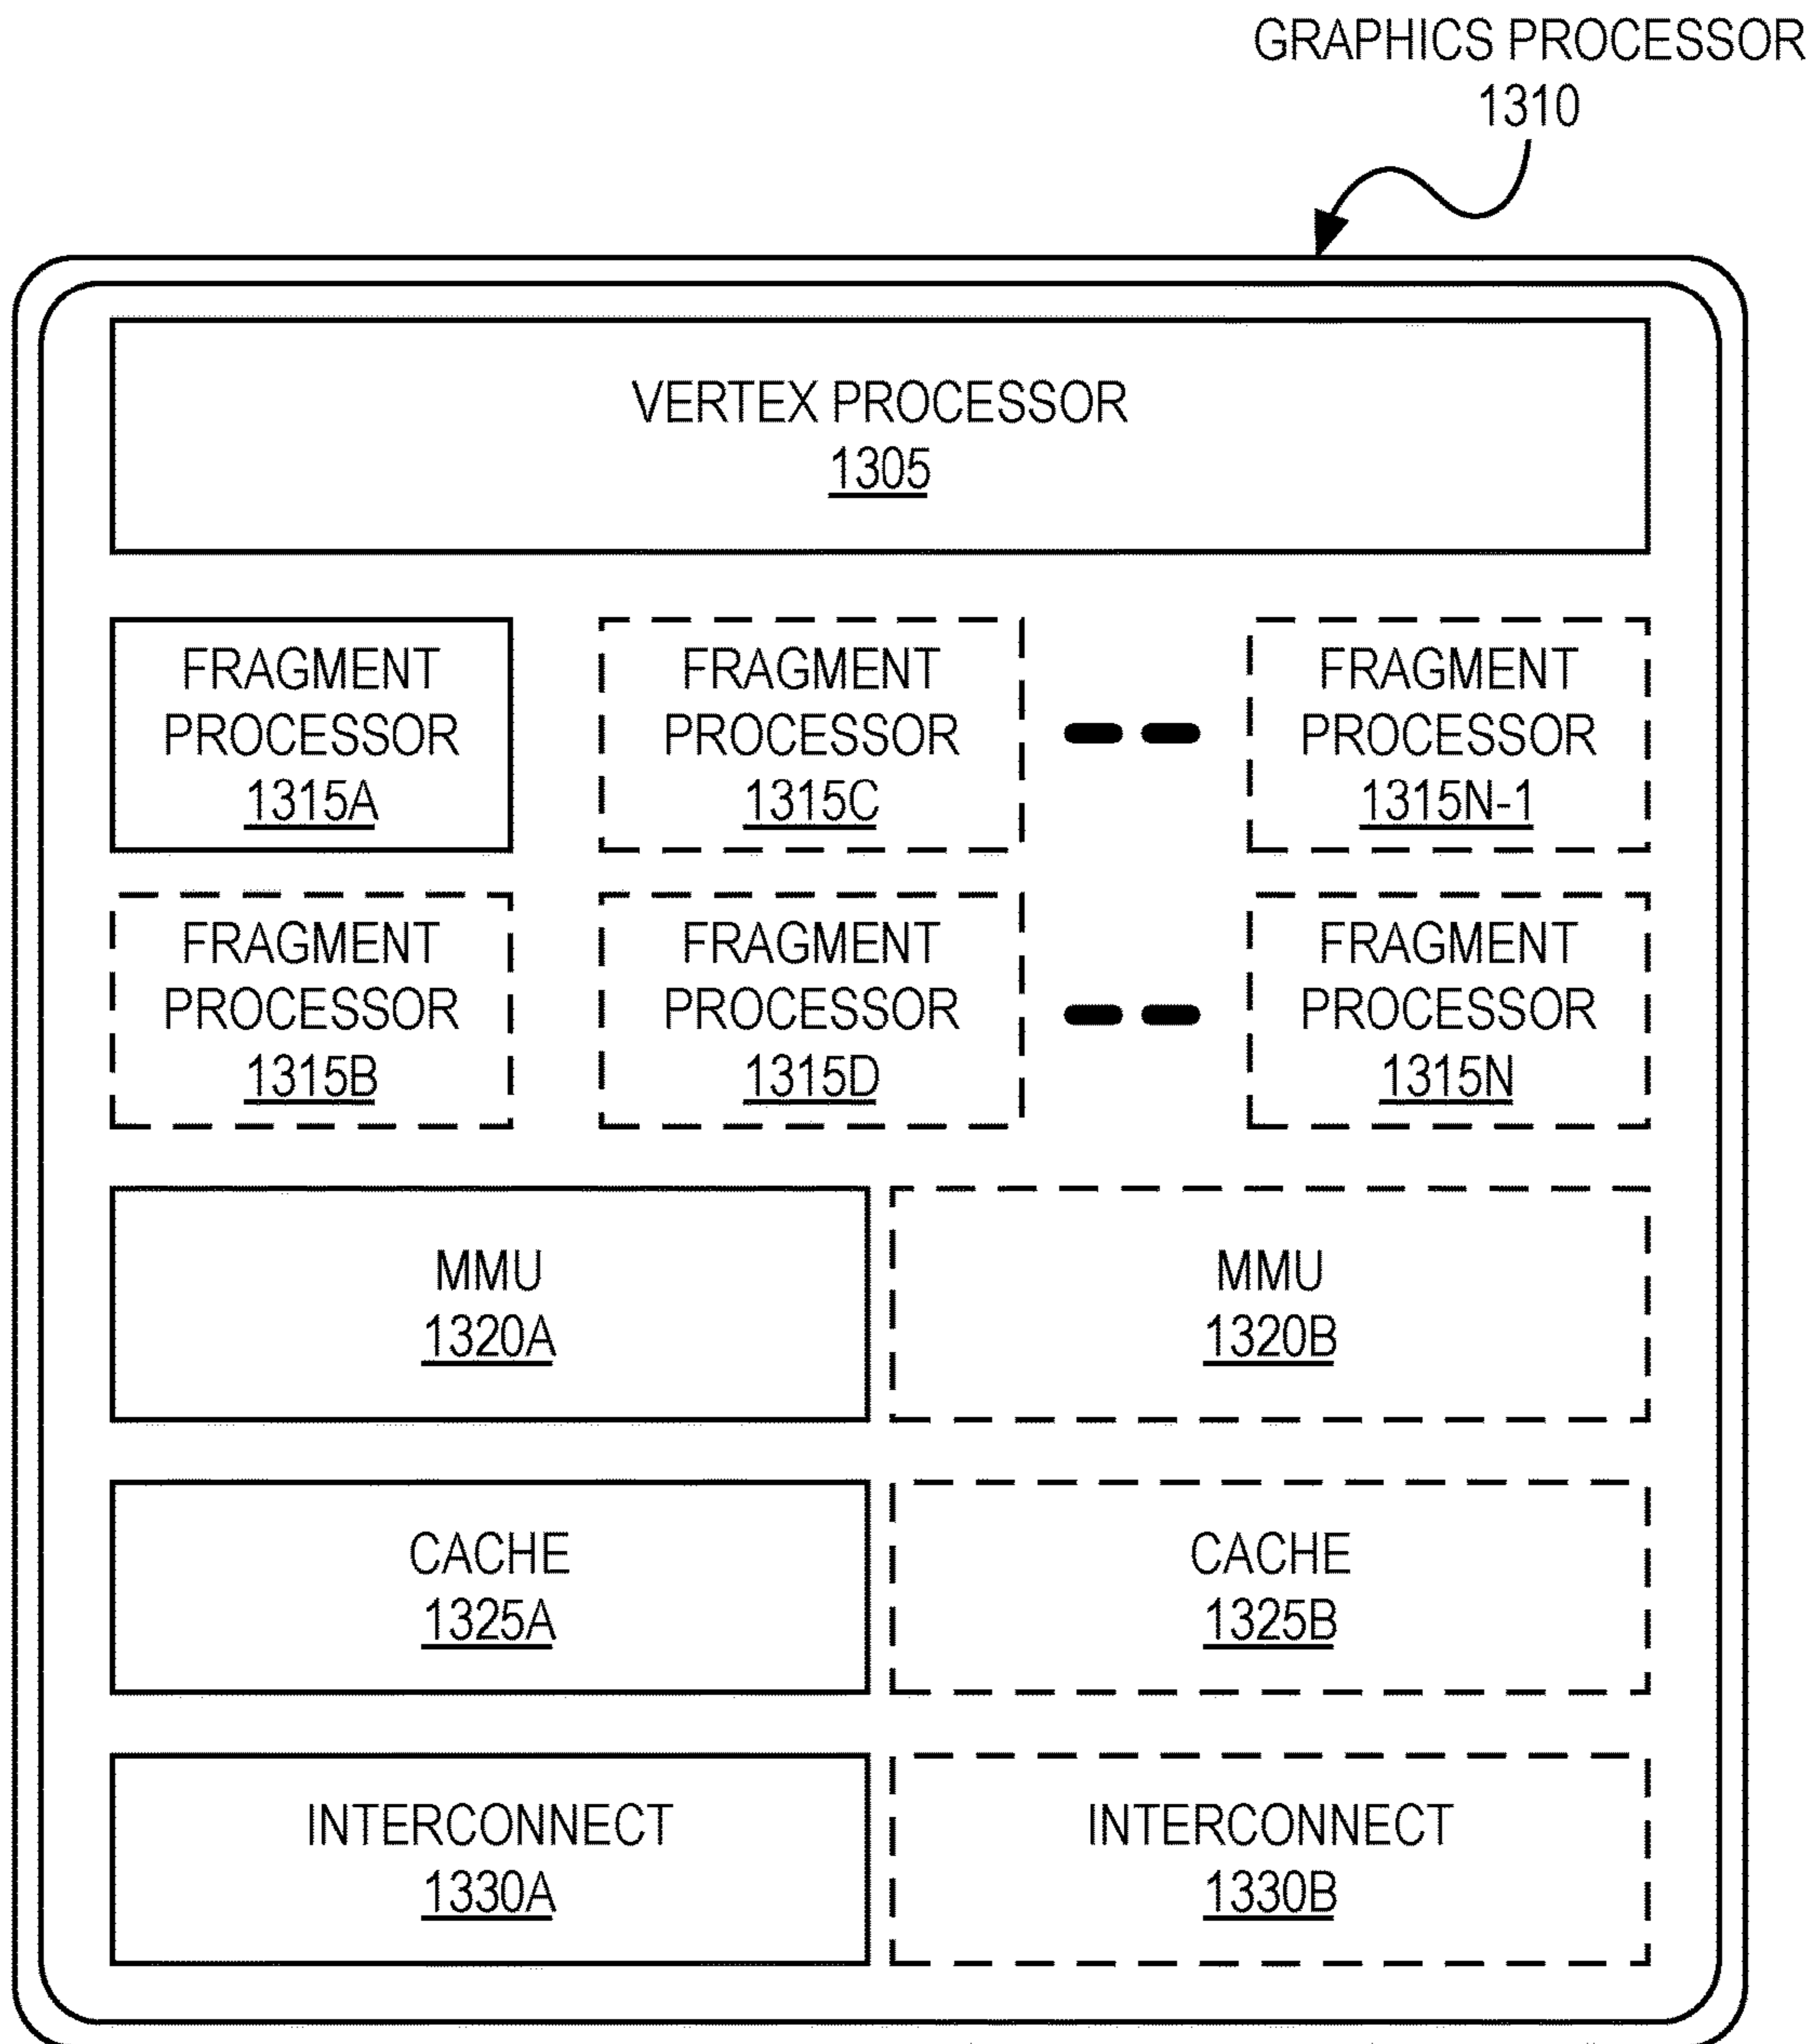 GRAPHICS PROCESSOR
1310
VERTEX PROCESSOR
1305
FRAGMENT
PROCESSOR
1315A
FRAGMENT
PROCESSOR
1315C
FRAGMENT
PROCESSOR
1315N-1
FRAGMENT
PROCESSOR
1315B
FRAGMENT
PROCESSOR
1315D
FRAGMENT
PROCESSOR
1315N
MMU
1320A
MMU
1320B
CACHE
1325A
CACHE
1325B
INTERCONNECT
1330A
INTERCONNECT
1330B